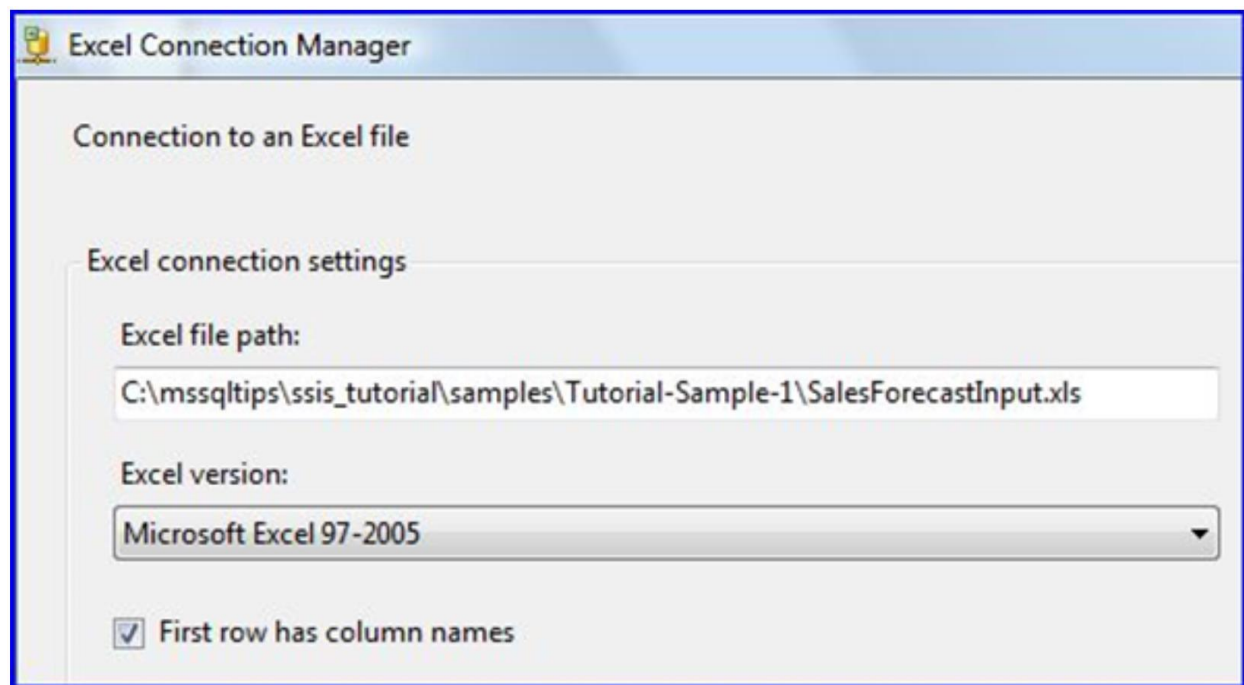 Excel Connection Manager
Connection to an Excel file
Excel connection settings
Excel file path:
C:\mssqltips\ssis_tutorial\samples\Tutorial-Sample-1\SalesForecastInput.xls
Excel version:
Microsoft Excel 97-2005
First row has column names